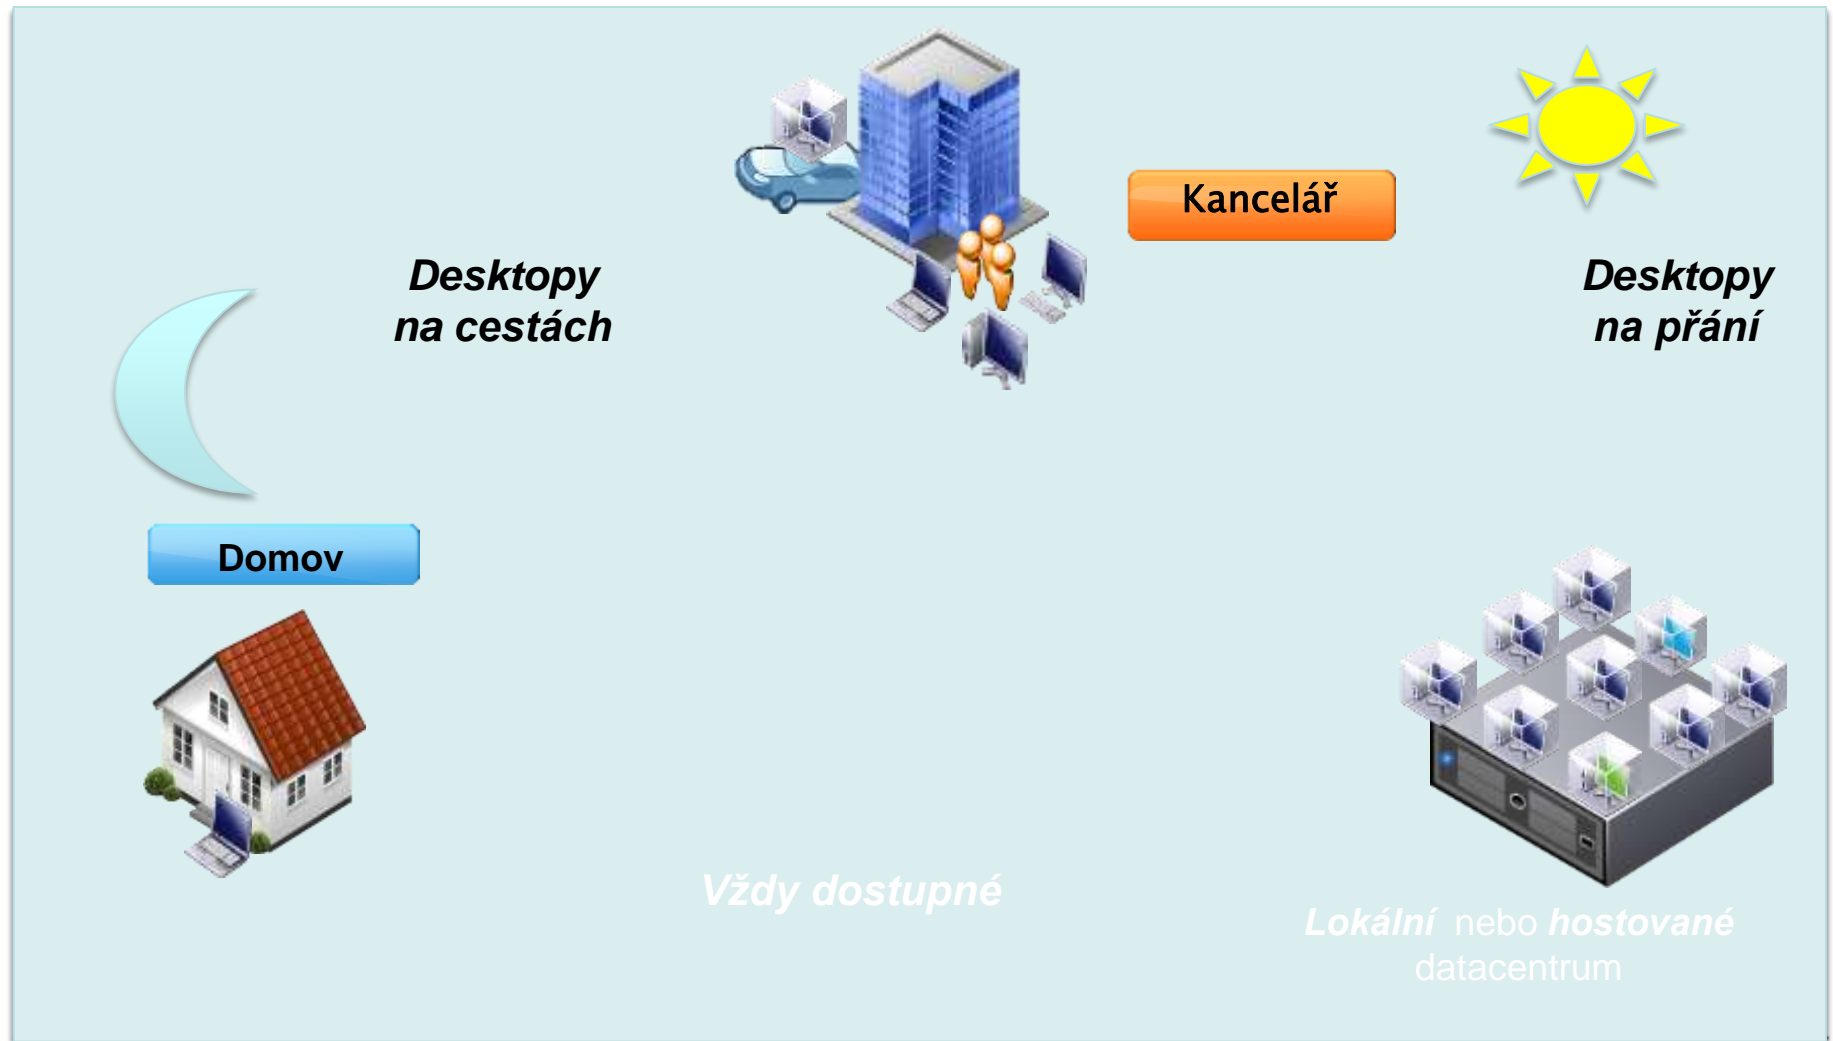 Kancelář
Desktopy
na cestách
Desktopy
na přání
Domov
Vždy dostupné
Lokální nebo hostované
datacentrum